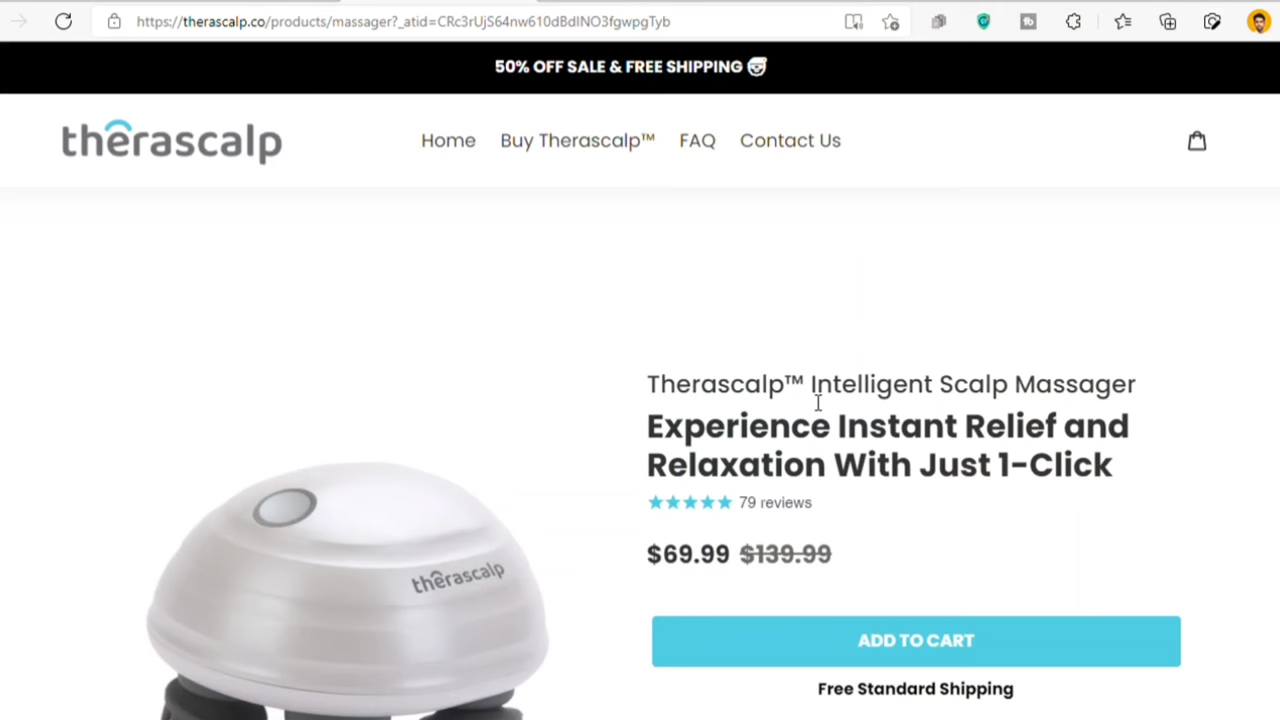 https://therascalp.co/products/massager?_atid=CRc3rUjS64nw610dBdINO3fgwpgTyb
50% OFF SALE & FREE SHIPPING
therascalp
Home Buy Therascalp™ FAQ Contact Us
Therascalp™ Intelligent Scalp Massager
Experience Instant Relief and
Relaxation With Just 1-Click
79 reviews
$69.99 $139.99
therascalp
ADD TO CART
Free Standard Shipping